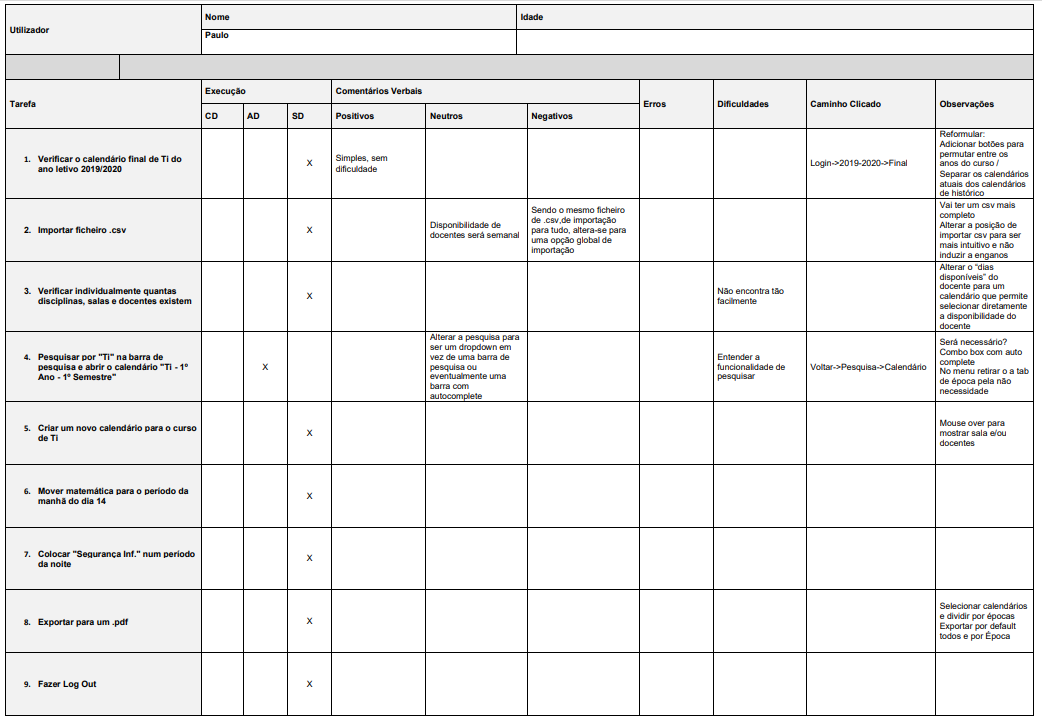 Utilizador
Nome
Idade
Paulo
Tarefa
Execução
Comentários Verbais
Erros
Dificuldades
Caminho Clicado
Observações
CD
AD
SD
Positivos
Neutros
Negativos
1. Verificar o calendário final de Ti do
ano letivo 2019/2020
X
Simples, sem
dificuldade
Login->2019-2020->Final
Reformular:
Adicionar botões para
permutar entre os
anos do curso /
Separar os calendários
atuais dos calendários
de histórico
2. Importar ficheiro .csv
X
Disponibilidade de
docentes será semanal
Sendo o mesmo ficheiro
de .csv,de importação
para tudo, altera-se para
uma opção global de
importação
Vai ter um csv mais
completo
Alterar a posição de
importar csv para ser
mais intuitivo e não
induzir a enganos
3. Verificar individualmente quantas
disciplinas, salas e docentes existem
X
Não encontra tão
facilmente
Alterar o “dias
disponíveis” do
docente para um
calendário que permite
selecionar diretamente
a disponibilidade do
docente
4. Pesquisar por "Ti" na barra de
pesquisa e abrir o calendário "Ti - 1º
Ano - 1º Semestre"
X
Alterar a pesquisa para
ser um dropdown em
vez de uma barra de
pesquisa ou
eventualmente uma
barra com
autocomplete
Entender a
funcionalidade de
pesquisar
Voltar->Pesquisa->Calendário
Será necessário?
Combo box com auto
complete
No menu retirar o a tab
de época pela não
necessidade
5. Criar um novo calendário para o curso
de Ti
X
Mouse over para
mostrar sala e/ou
docentes
6. Mover matemática para o período da
manhã do dia 14
X
7. Colocar "Segurança Inf." num período
da noite
X
8. Exportar para um .pdf
X
Selecionar calendários
e dividir por épocas
Exportar por default
todos e por Época
9. Fazer Log Out
X